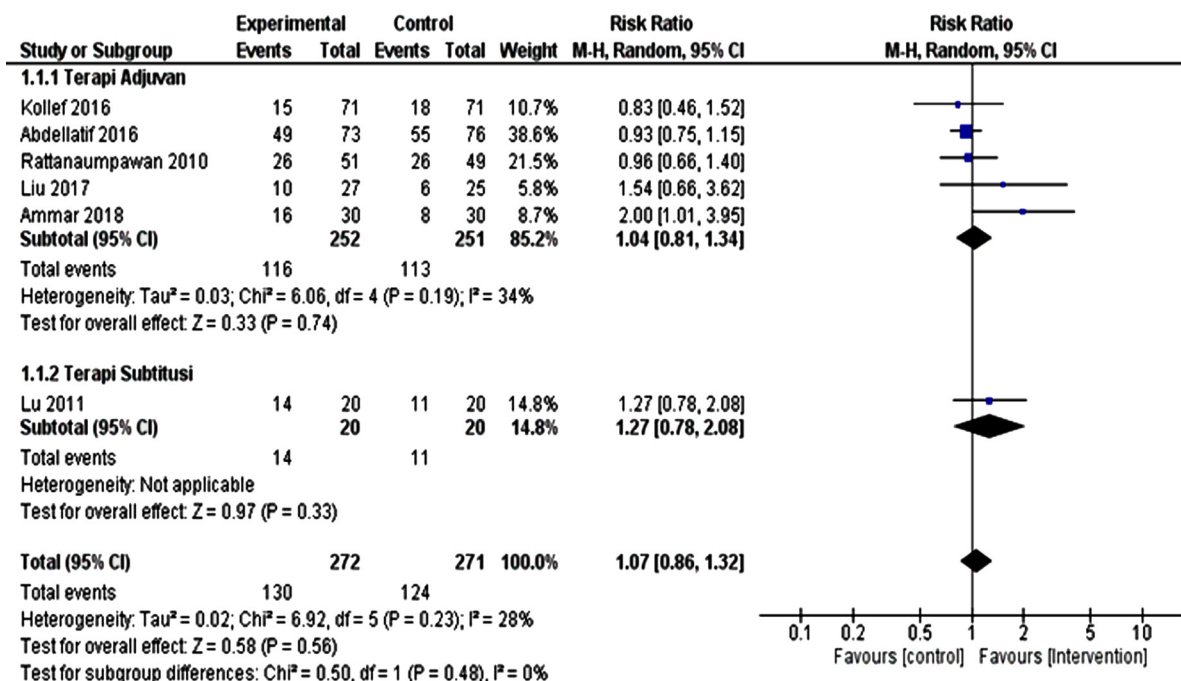 Experimental Control Risk Ratio Risk Ratio
Study or Subgroup Events Total Events Total Weight M-H, Random, 95% CI M-H, Random, 95% CI
1.1.1 Terapi Adjuvan
Kollef 2016 15 71 18 71 10.7% 0.83 [0.46, 1.52]
Abdellatif 2016 49 73 55 76 38.6% 0.93 [0.75, 1.15]
Rattanaumpawan 2010 26 51 26 49 21.5% 0.96 [0.66, 1.40]
Liu 2017 10 27 6 25 5.8% 1.54 [0.66, 3.62]
Ammar 2018 16 30 8 30 8.7% 2.00 [1.01, 3.95]
Subtotal (95% CI) 252 251 85.2% 1.04 [0.81, 1.34]
Total events 116 113
Heterogeneity: Tau² = 0.03; Chi² = 6.06, df = 4 (P = 0.19); I² = 34%
Test for overall effect: Z = 0.33 (P = 0.74)
1.1.2 Terapi Subtitusi
Lu 2011 14 20 11 20 14.8% 1.27 [0.78, 2.08]
Subtotal (95% CI) 20 20 14.8% 1.27 [0.78, 2.08]
Total events 14 11
Heterogeneity: Not applicable
Test for overall effect: Z = 0.97 (P = 0.33)
Total (95% CI) 272 271 100.0% 1.07 [0.86, 1.32]
Total events 130 124
Heterogeneity: Tau² = 0.02; Chi² = 6.92, df = 5 (P = 0.23); I² = 28%
Test for overall effect: Z = 0.58 (P = 0.56)
Test for subgroup differences: Chi² = 0.50, df = 1 (P = 0.48), I² = 0%
0.1 0.2 0.5 1 2 5 10
Favours [control] Favours [Intervention]